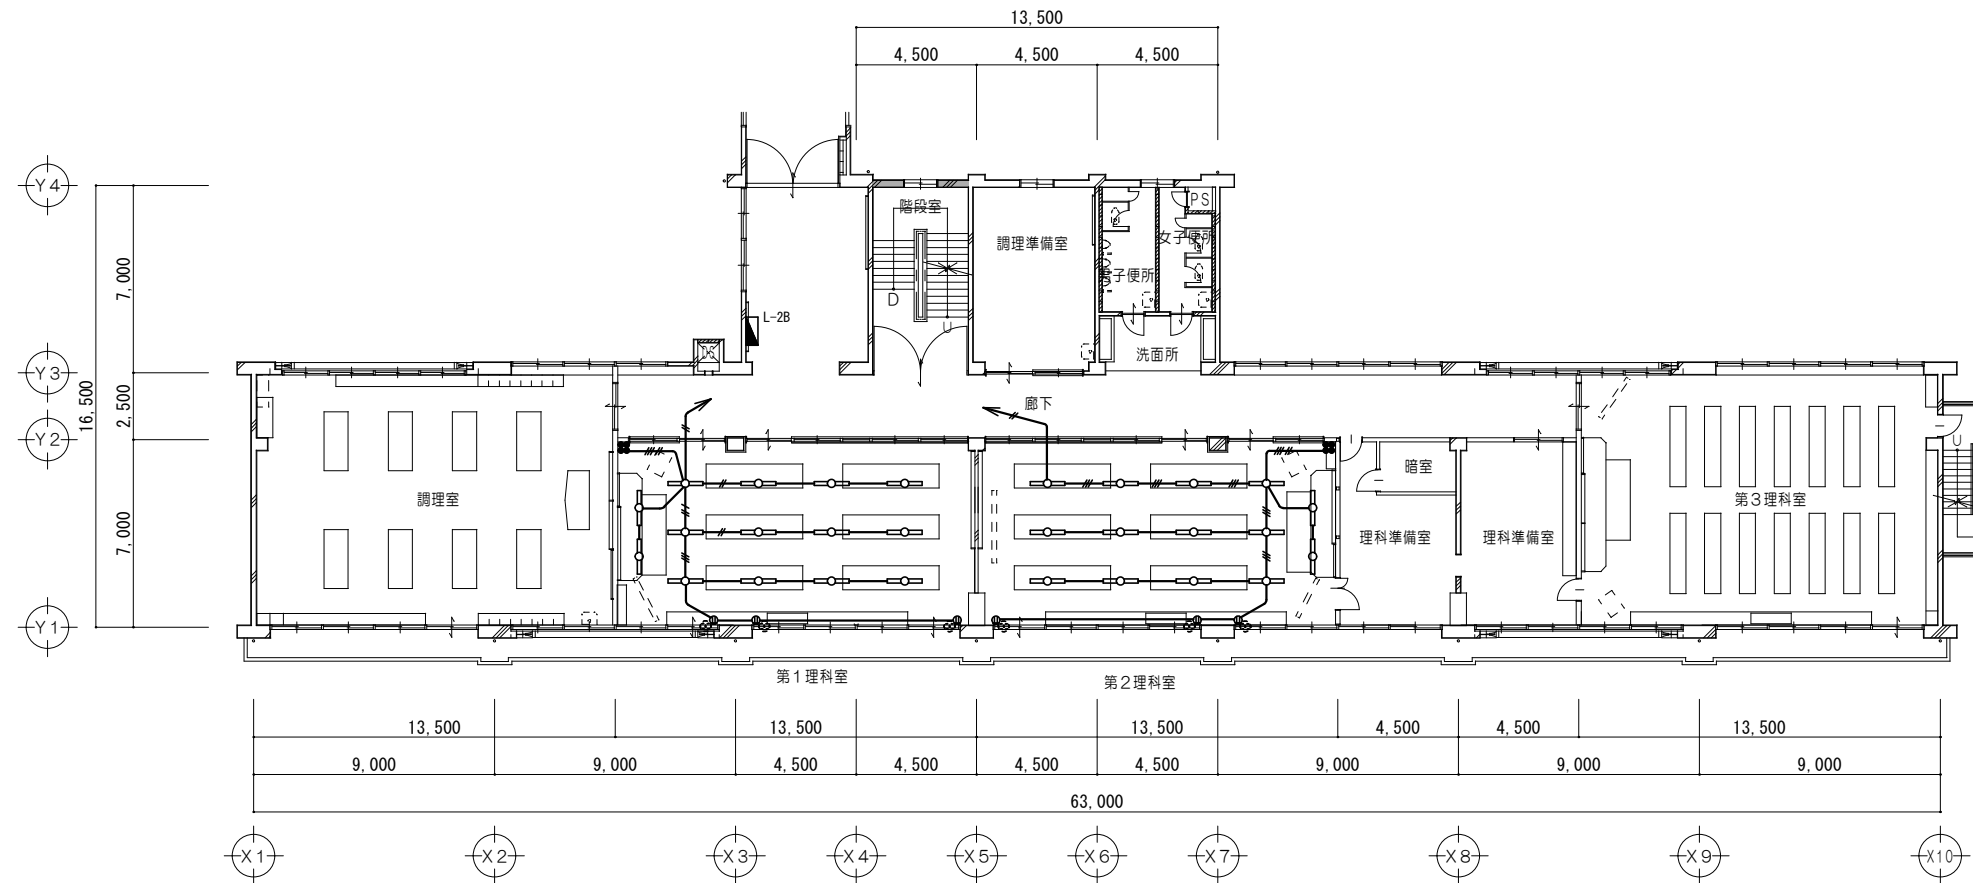 13,500
4,500
4,500
4,500
Y4
階段室
PS
調理準備室
女子便所
男子便所
7,000
D
L-2B
U
DS
洗面所
Y3
16,500
2,500
廊下
Y2
U
暗室
調理室
第3理科室
7,000
理科準備室
理科準備室
Y1
第1理科室
第2理科室
13,500
13,500
13,500
4,500
4,500
13,500
9,000
9,000
4,500
4,500
4,500
4,500
9,000
9,000
9,000
63,000
X1
X2
X3
X4
X5
X6
X7
X8
X9
X10